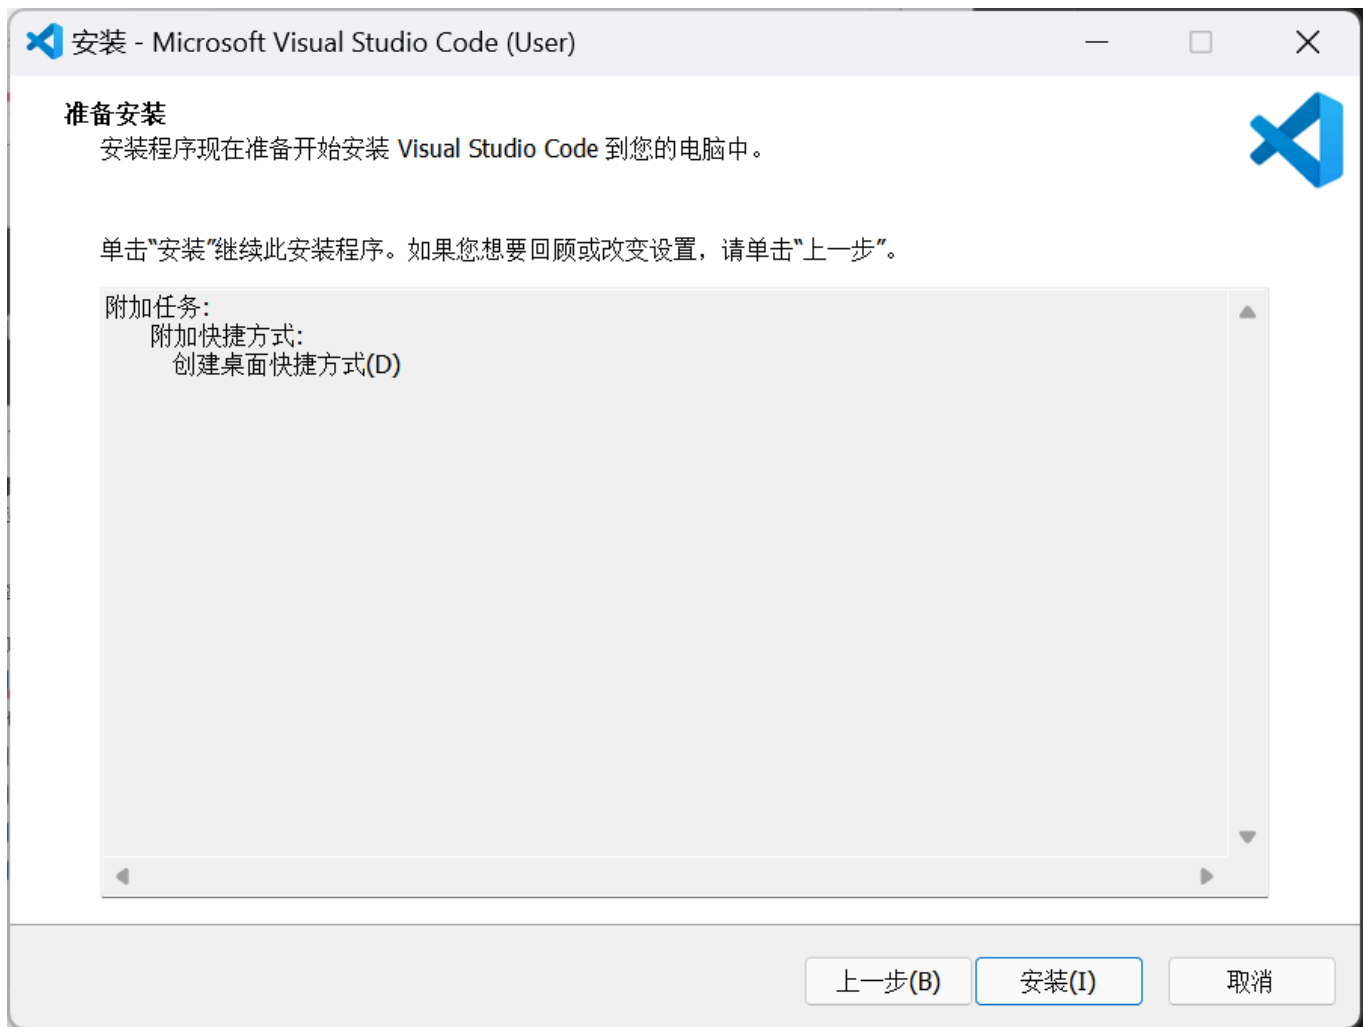 安装 - Microsoft Visual Studio Code (User)
准备安装
安装程序现在准备开始安装 Visual Studio Code 到您的电脑中。
单击“安装”继续此安装程序。如果您想要回顾或改变设置，请单击“上一步”。
附加任务:
附加快捷方式:
创建桌面快捷方式(D)
上一步(B)
安装(I)
取消